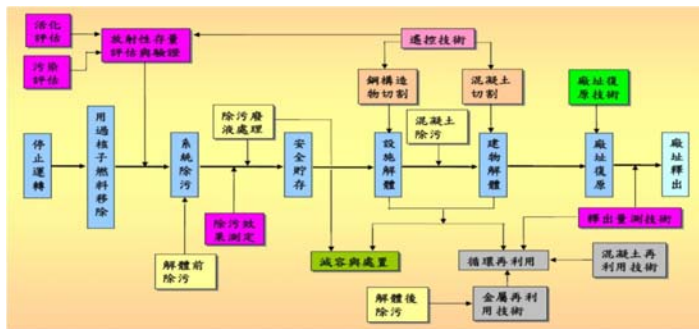 活化
評估
污染
評估
放射性存量
評估與驗證
遙控技術
鋼構造
物切割
混凝土
切割
廠址復
原技術
除污廢
液處理
混凝土
除污
停止運轉
用過核子燃料移除
系統除污
安全貯存
設施解體
建物解體
廠址復原
廠址釋出
除污效
果測定
釋出量測技術
解體前
除污
減容與處置
循環再利用
混凝土再
利用技術
解體後
除污
金屬再利
用技術